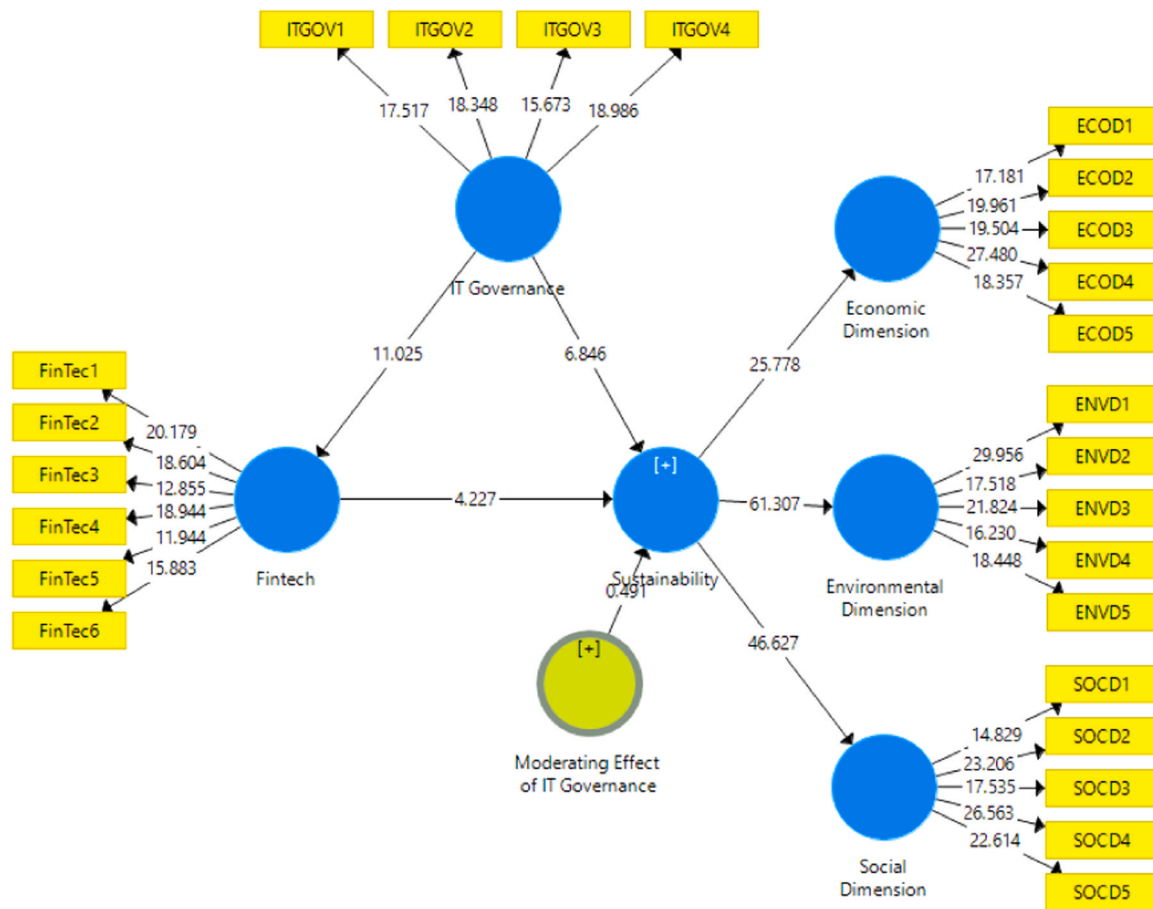 ITGOV1
ITGOV2
ITGOV3
ITGOV4
17.517
18.348
15.673
18.986
IT Governance
11.025
6.846
FinTec1
FinTec2
FinTec3
FinTec4
FinTec5
FinTec6
20.179
18.604
12.855
18.944
11.944
15.883
Fintech
4.227
[+]
Sustainability
0.491
[+]
Moderating Effect
of IT Governance
25.778
61.307
46.627
Economic
Dimension
17.181
19.961
19.504
27.480
18.357
ECOD1
ECOD2
ECOD3
ECOD4
ECOD5
Environmental
Dimension
29.956
17.518
21.824
16.230
18.448
ENVD1
ENVD2
ENVD3
ENVD4
ENVD5
Social
Dimension
14.829
23.206
17.535
26.563
22.614
SOCD1
SOCD2
SOCD3
SOCD4
SOCD5